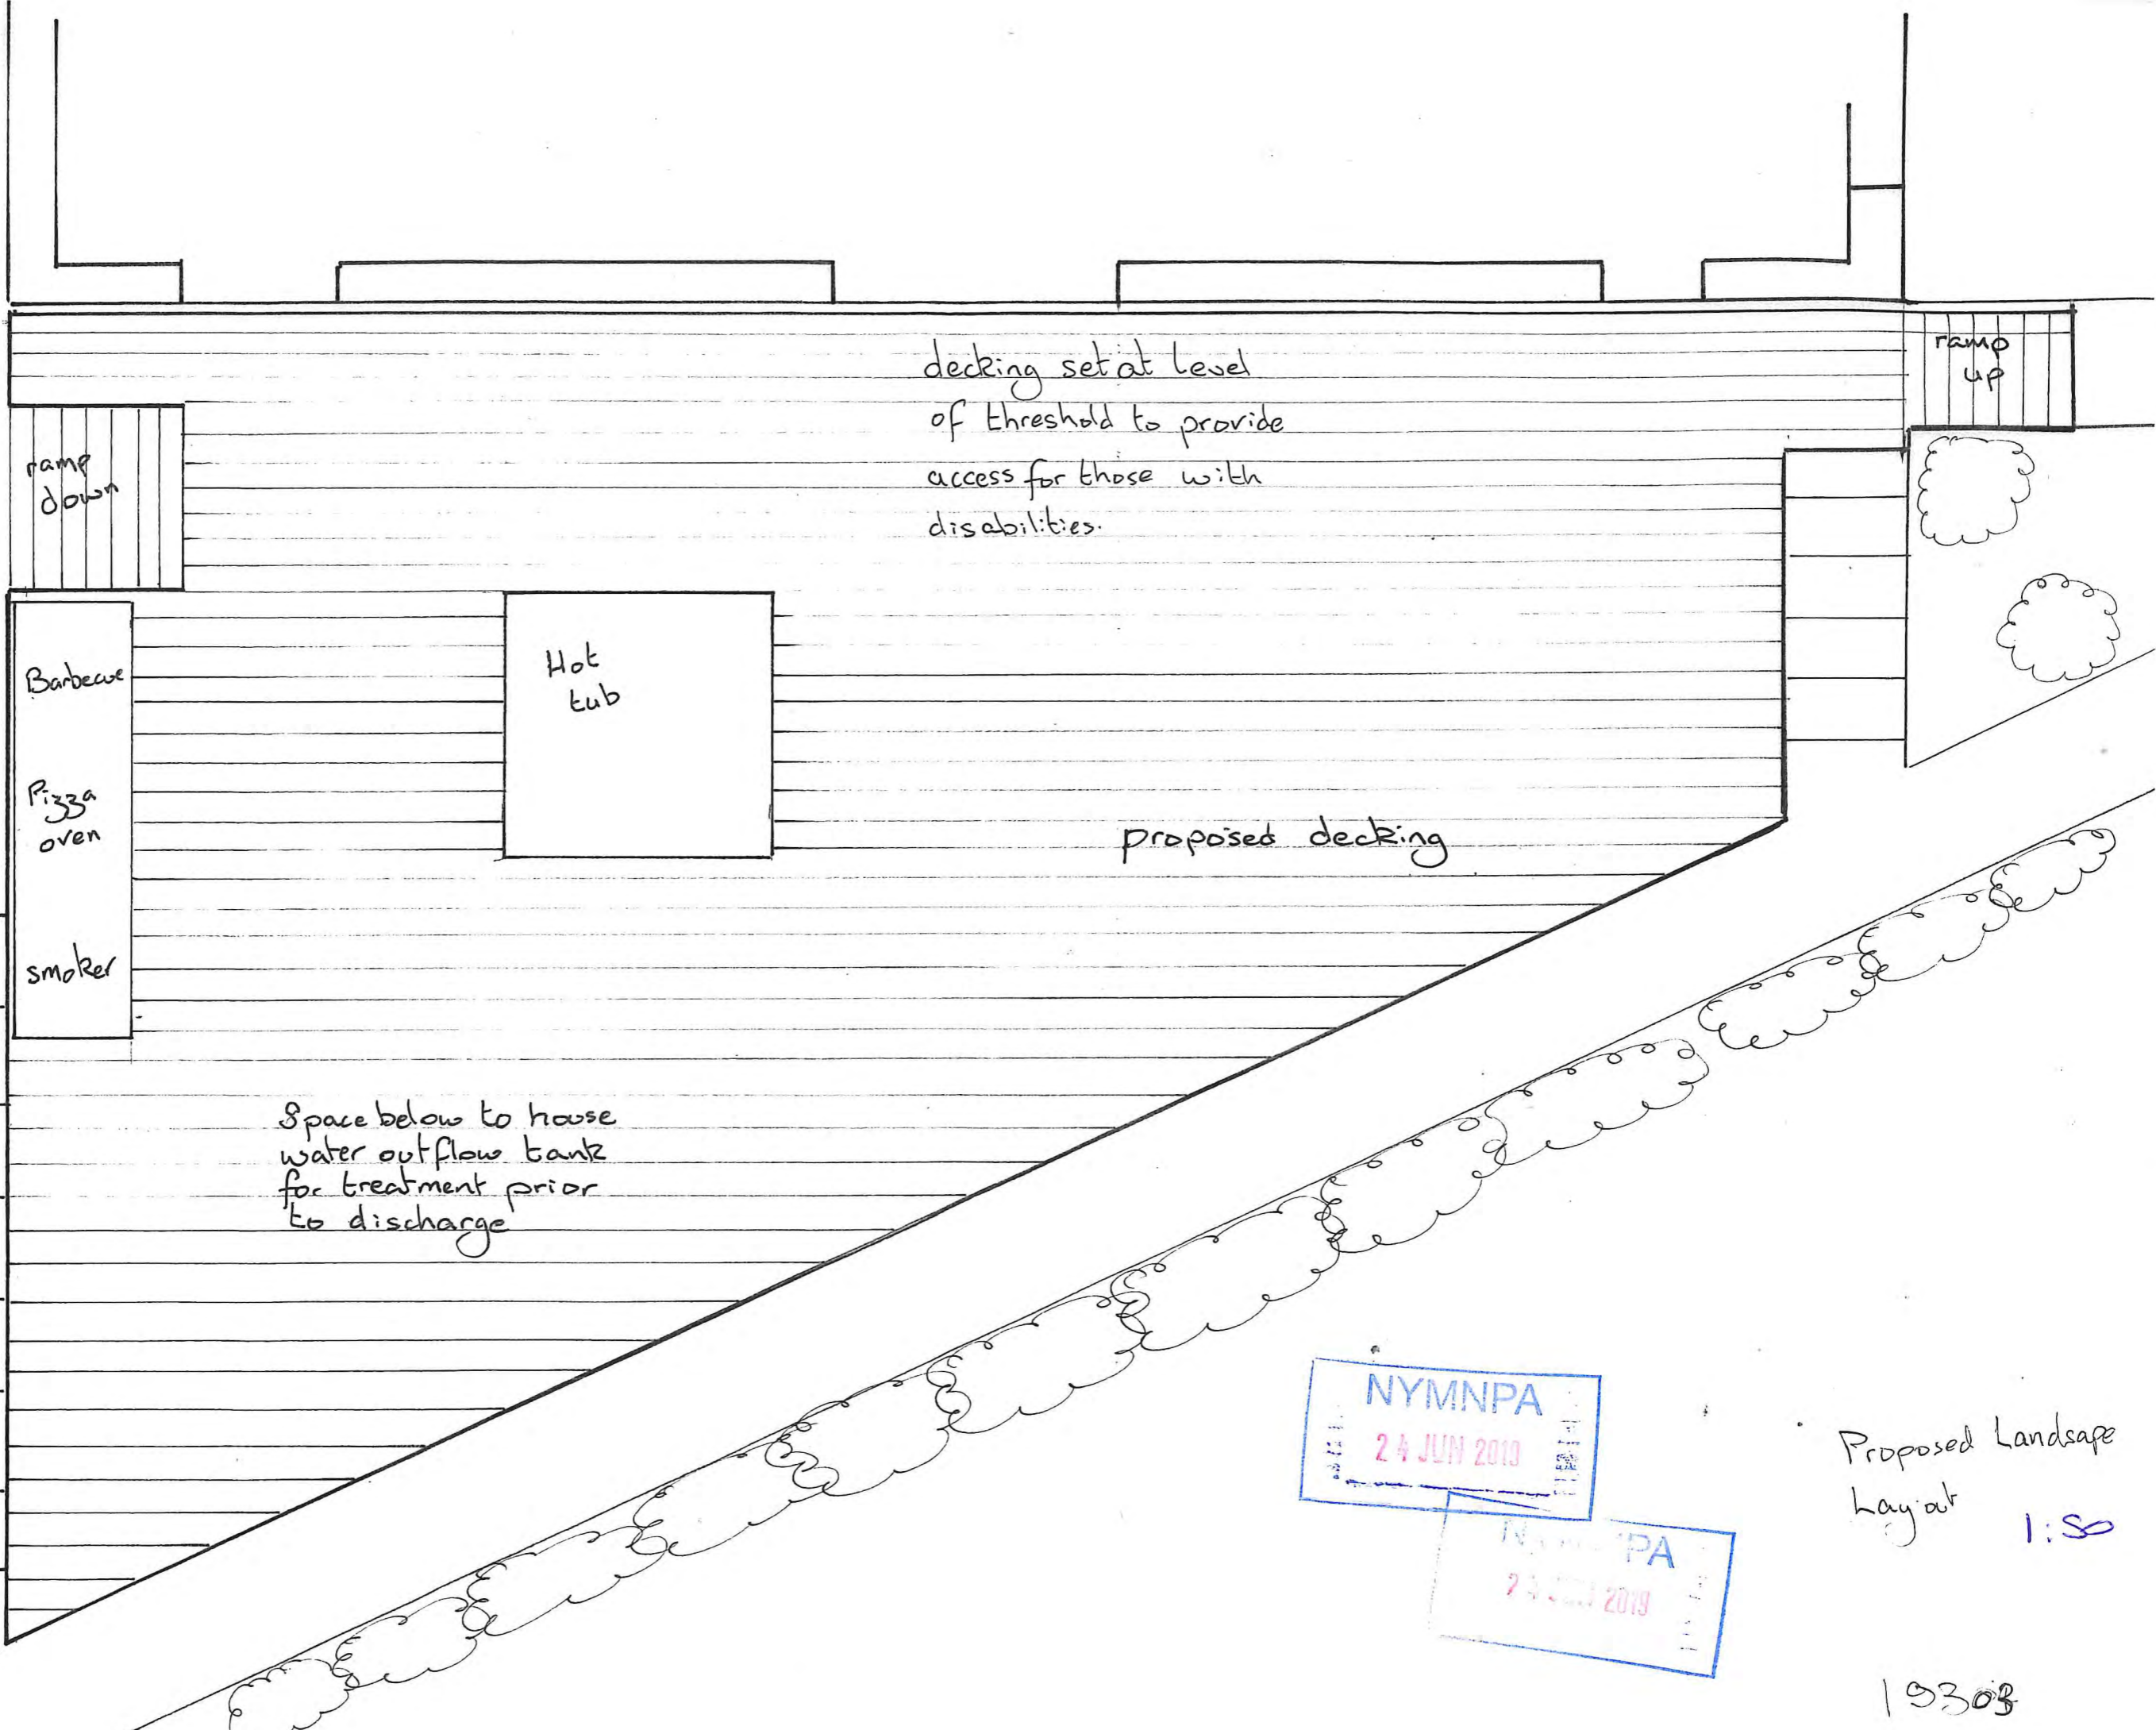 decking set at level
of threshold to provide
access for those with
disabilities.
ramp
up
ramp
down
Barbecue
Pizza
oven
smoker
Hot
tub
proposed decking
Space below to house
water outflow tank
for treatment prior
to discharge
NYMNPA
24 JUN 2019
PA
2019
Proposed Landsape
Layout
1:50